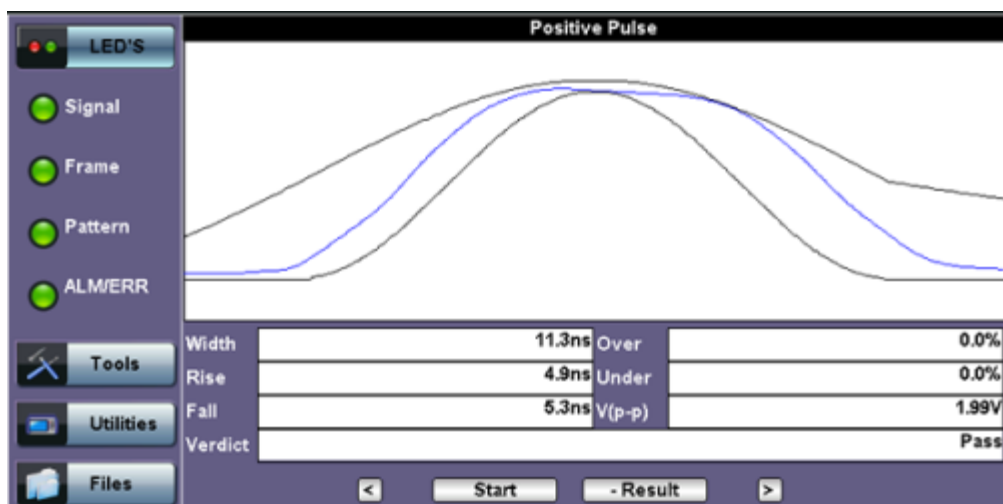 Positive Pulse
LED'S
Signal
Frame
Pattern
ALM/ERR
Tools
Utilities
Files
Width 11.3ns Over 0.0%
Rise 4.9ns Under 0.0%
Fall 5.3ns V(p-p) 1.99V
Verdict Pass
< Start - Result >